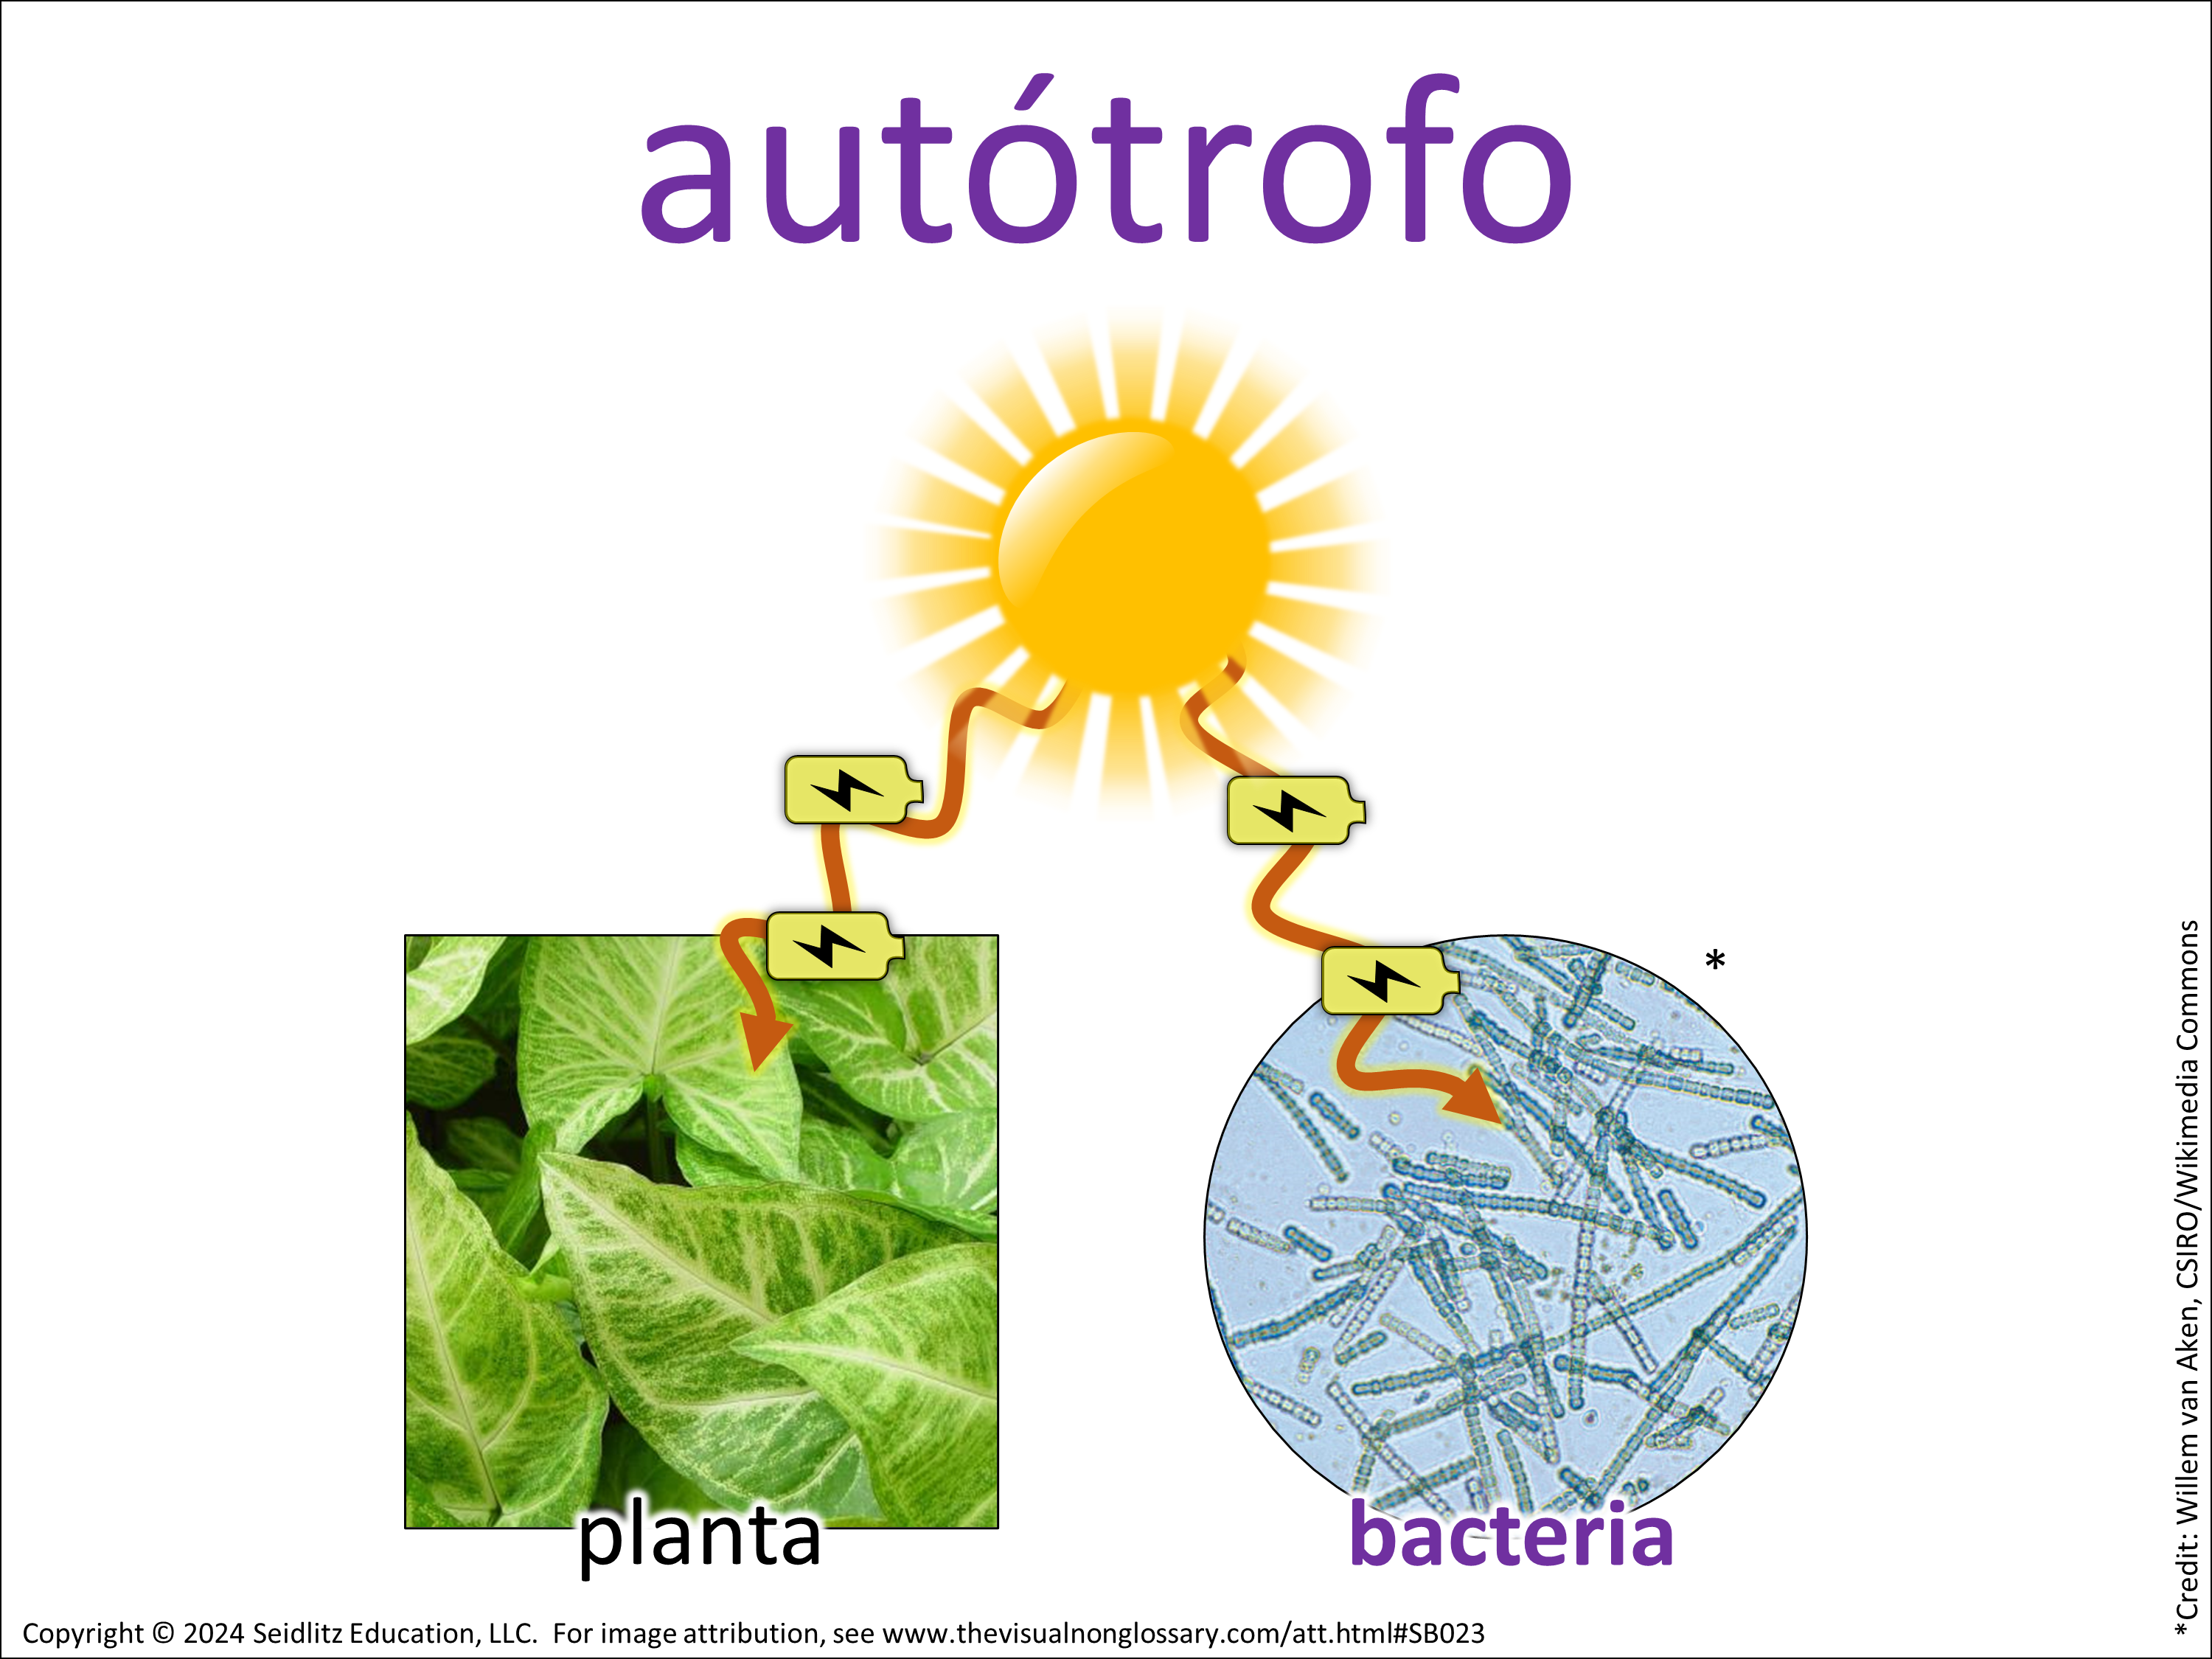 autótrofo
*
planta
bacteria
Copyright © 2024 Seidlitz Education, LLC.  For image attribution, see www.thevisualnonglossary.com/att.html#SB023
*Credit: Willem van Aken, CSIRO/Wikimedia Commons